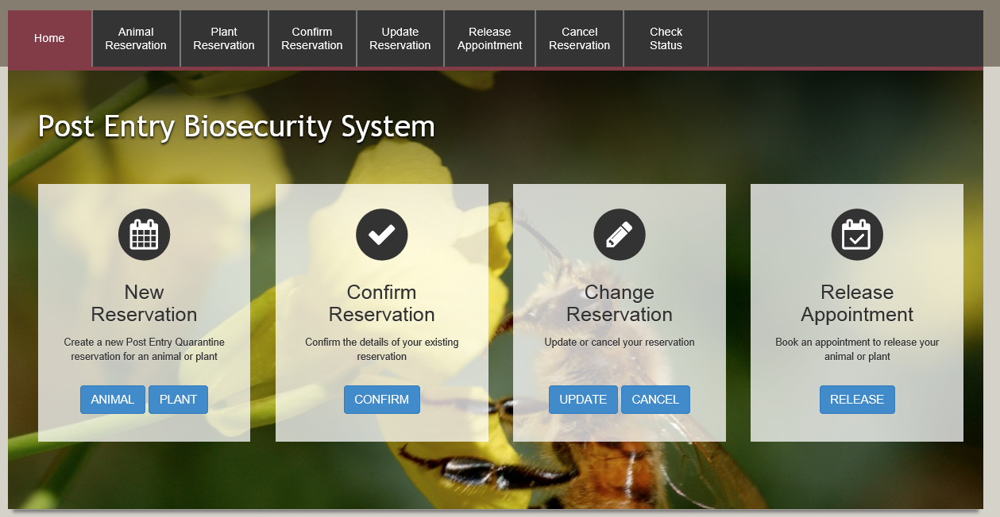 Home
Animal
Reservation
Plant
Reservation
Confirm
Reservation
Update
Reservation
Release
Appointment
Cancel
Reservation
Check
Status
Post Entry Biosecurity System
New
Reservation
Create a new Post Entry Quarantine
reservation for an animal or plant
ANIMAL PLANT
Confirm
Reservation
Confirm the details of your existing
reservation
CONFIRM
Change
Reservation
Update or cancel your reservation
UPDATE CANCEL
Release
Appointment
Book an appointment to release your
animal or plant
RELEASE